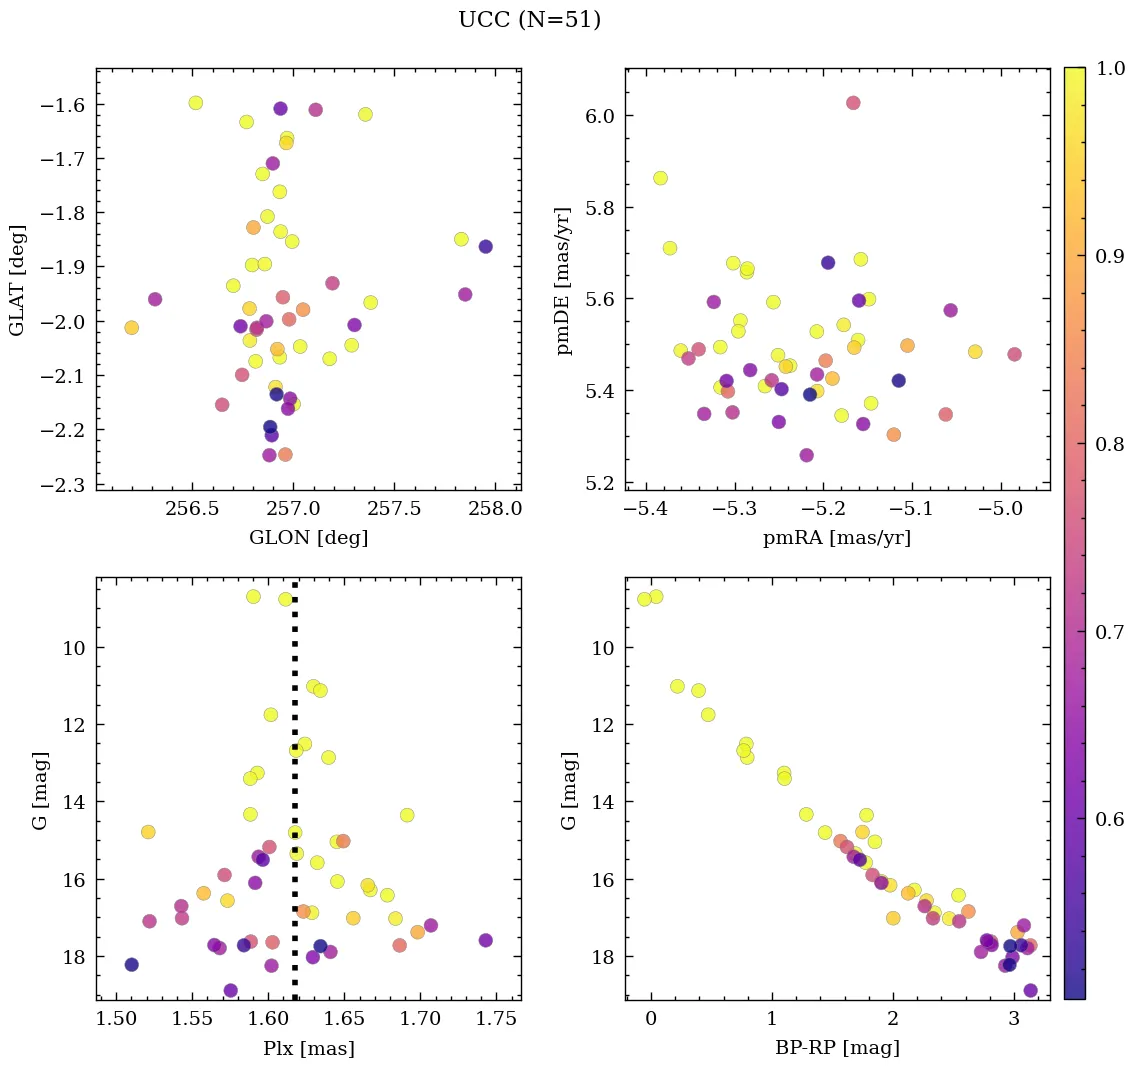 UCC (N=51)
−1.6
−1.7
−1.8
−1.9
−2.0
−2.1
−2.2
−2.3
GLAT [deg]
256.5 257.0 257.5 258.0
GLON [deg]
6.0
5.8
5.6
5.4
5.2
pmDE [mas/yr]
−5.4 −5.3 −5.2 −5.1 −5.0
pmRA [mas/yr]
10
12
14
16
18
G [mag]
1.50 1.55 1.60 1.65 1.70 1.75
Plx [mas]
10
12
14
16
18
G [mag]
0 1 2 3
BP-RP [mag]
1.0
0.9
0.8
0.7
0.6